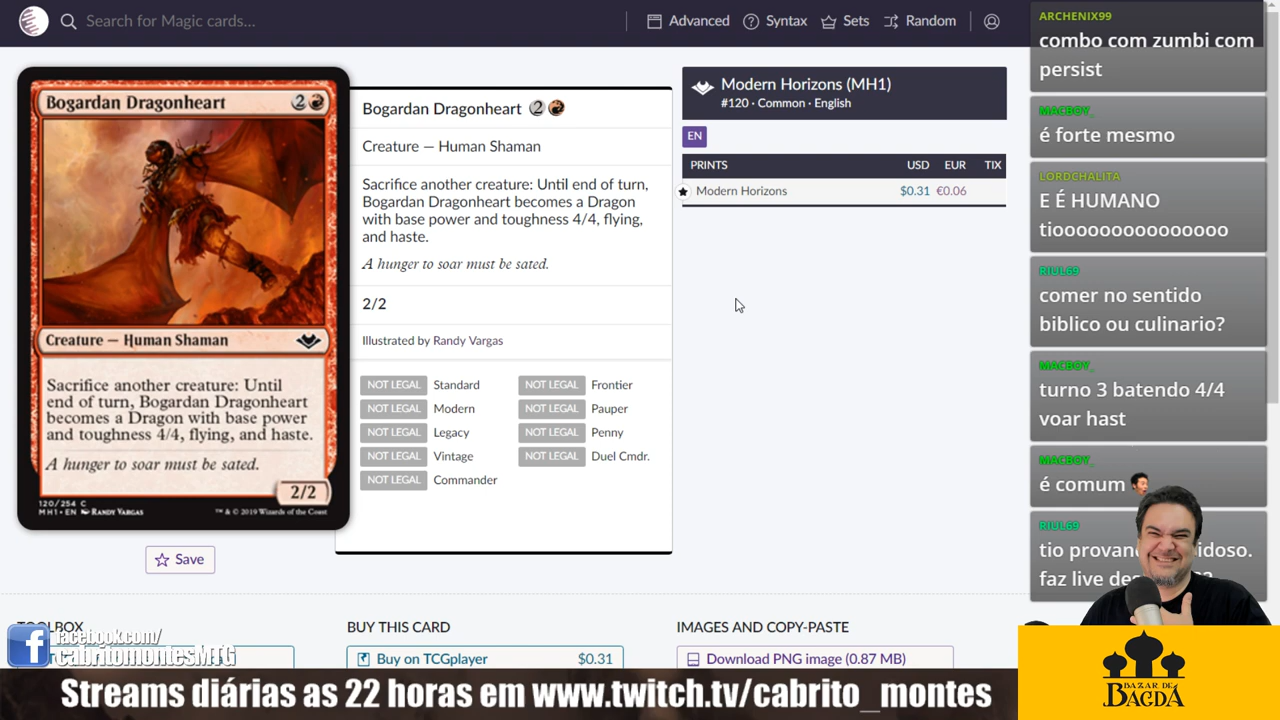 Search for Magic cards...
Advanced
Syntax
Sets
Random
Bogardan Dragonheart 2
Creature — Human Shaman
Sacrifice another creature: Until
end of turn, Bogardan Dragonheart
becomes a Dragon with base power
and toughness 4/4, flying, and haste.
A hunger to soar must be sated.
2/2
120/254 C
MH1 • EN Randy Vargas
™ & © 2019 Wizards of the Coast
Save
Bogardan Dragonheart 2
Creature — Human Shaman
Sacrifice another creature: Until end of turn,
Bogardan Dragonheart becomes a Dragon
with base power and toughness 4/4, flying,
and haste.
A hunger to soar must be sated.
2/2
Illustrated by Randy Vargas
NOT LEGAL Standard NOT LEGAL Frontier
NOT LEGAL Modern NOT LEGAL Pauper
NOT LEGAL Legacy NOT LEGAL Penny
NOT LEGAL Vintage NOT LEGAL Duel Cmdr.
NOT LEGAL Commander
Modern Horizons (MH1)
#120 · Common · English
EN
PRINTS USD EUR TIX
Modern Horizons $0.31 €0.06
ARCHENIX99
combo com zumbi com
persist
MACBOY_
é forte mesmo
LORDCHALITA
E É HUMANO
tiooooooooooooooo
RIUL69
comer no sentido
biblico ou culinario?
MACBOY_
turno 3 batendo 4/4
voar hast
MACBOY_
é comum
RIUL69
tio idoso.
faz live
TOOLBOX
BUY THIS CARD
Buy on TCGplayer $0.31
IMAGES AND COPY-PASTE
Download PNG image (0.87 MB)
facebook.com/
cabritomontesMTG
Streams diárias as 22 horas em www.twitch.tv/cabrito_montes
BAZAR DE
BAGDÁ